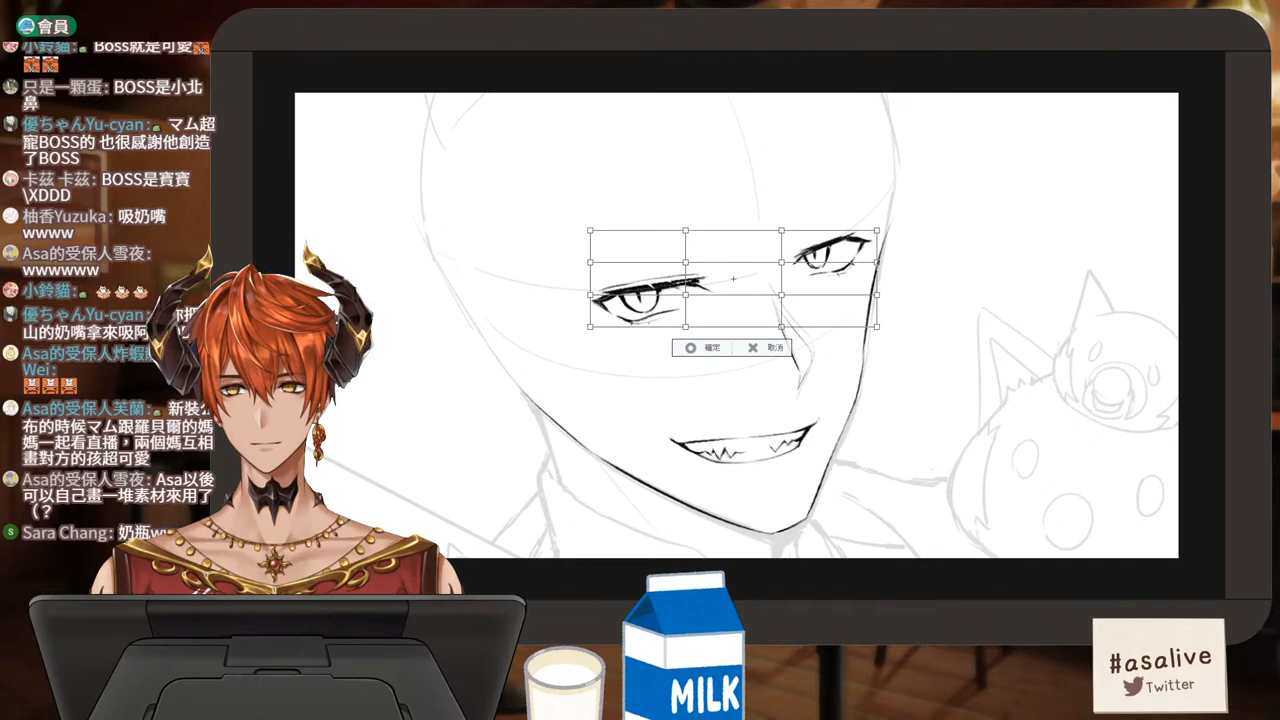 會員
小鈴貓: Boss就是可愛
只是一顆蛋: BOSS是小北
鼻
優ちゃんYu-cyan: マム超
寵BOSS的 也很感謝他創造
了BOSS
卡茲 卡茲: BOSS是寶寶
\XDDD
柚香Yuzuka: 吸奶嘴
wwww
Asa的受保人雪夜:
wwwwww
小鈴貓:
優ちゃんYu-cyan:
山的奶嘴拿來吸阿
Asa的受保人炸蝦
Wei:
Asa的受保人芙蘭: 新裝公
布的時候マム跟羅貝爾的媽
媽一起看直播,兩個媽互相
畫對方的孩超可愛
Asa的受保人雪夜: Asa以後
可以自己畫一堆素材來用了
(?
Sara Chang: 奶瓶w
確定
取消
MILK
#asalive
Twitter